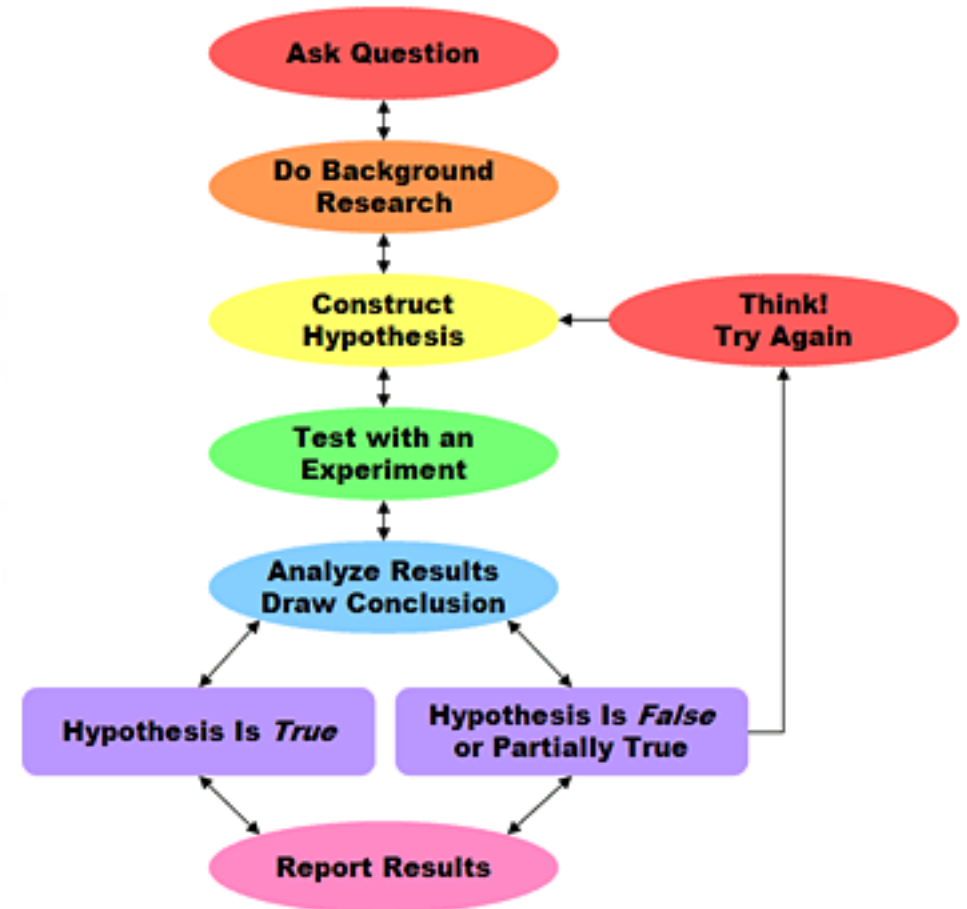 Ask Question
Do Background
Research
Construct
Hypothesis
Think!
Try Again
Test with an
Experiment
Analyze Results
Draw Conclusion
Hypothesis Is True
Hypothesis Is False
or Partially True
Report Results